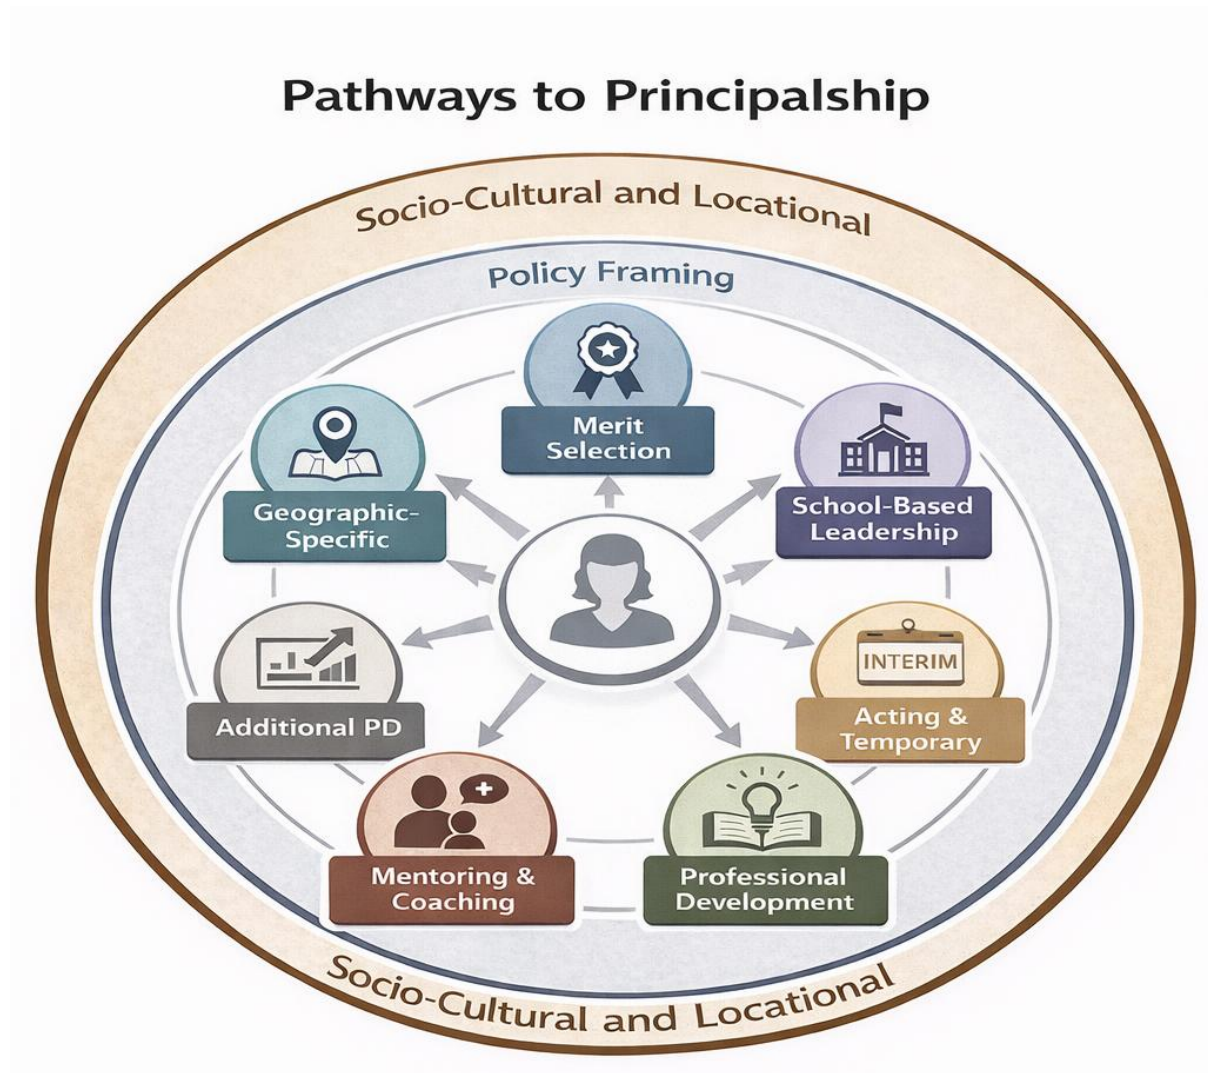 Pathways to Principalship
Socio-Cultural and Locational
Policy Framing
Merit
Selection
Geographic-
Specific
School-Based
Leadership
Additional PD
INTERIM
Acting &
Temporary
Mentoring &
Coaching
Professional
Development
Socio-Cultural and Locational